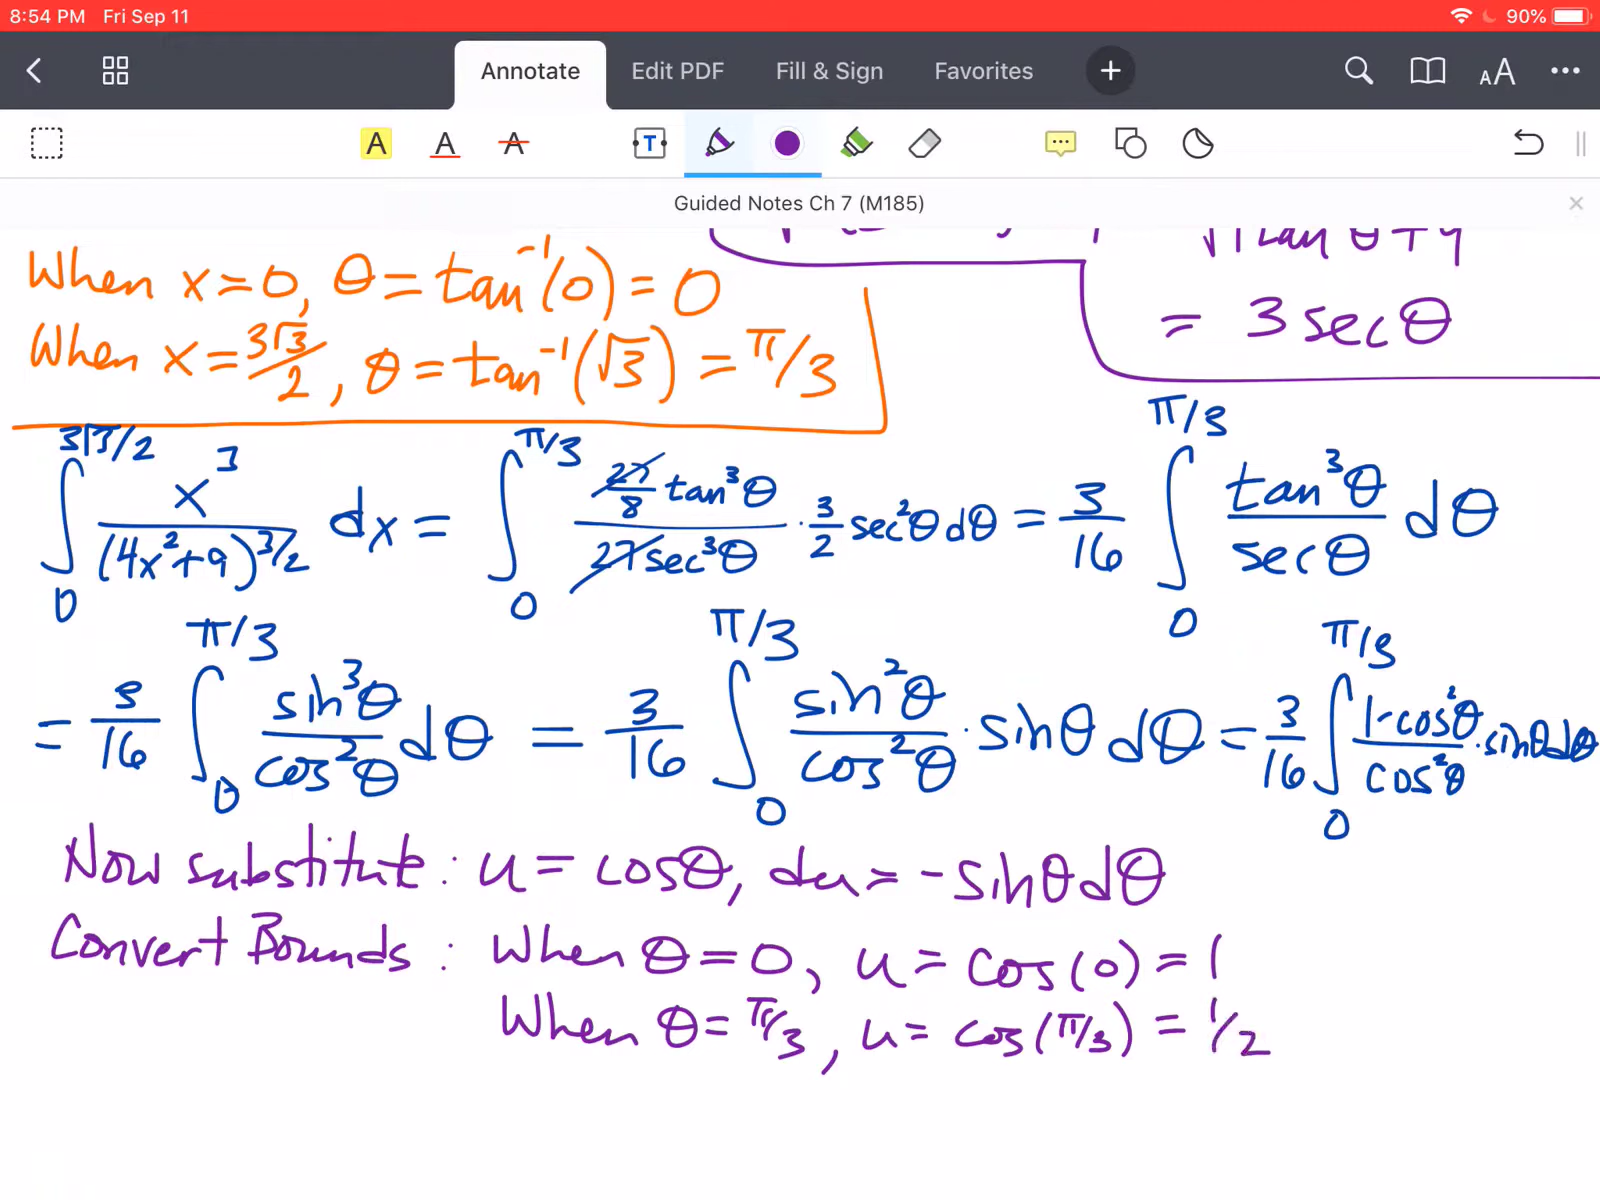 8:54 PM Fri Sep 11 90%
Annotate Edit PDF Fill & Sign Favorites +
A A A T AA
Guided Notes Ch 7 (M185)
When x=0, θ = tan⁻¹(0) = 0
When x = 3√3/2, θ = tan⁻¹(√3) = π/3
= 3 sec θ
∫₀^(3√3/2) x³/(4x²+9)^(3/2) dx = ∫₀^(π/3) (27/8 tan³θ)/(27 sec³θ) · 3/2 sec²θ dθ = 3/16 ∫₀^(π/3) tan³θ/sec θ dθ
= 3/16 ∫₀^(π/3) sin³θ/cos²θ dθ = 3/16 ∫₀^(π/3) sin²θ/cos²θ · sinθ dθ = 3/16 ∫₀^(π/3) (1-cos²θ)/cos²θ · sinθ dθ
Now substitute: u = cosθ, du = -sinθ dθ
Convert Bounds: When θ = 0, u = cos(0) = 1
When θ = π/3, u = cos(π/3) = 1/2